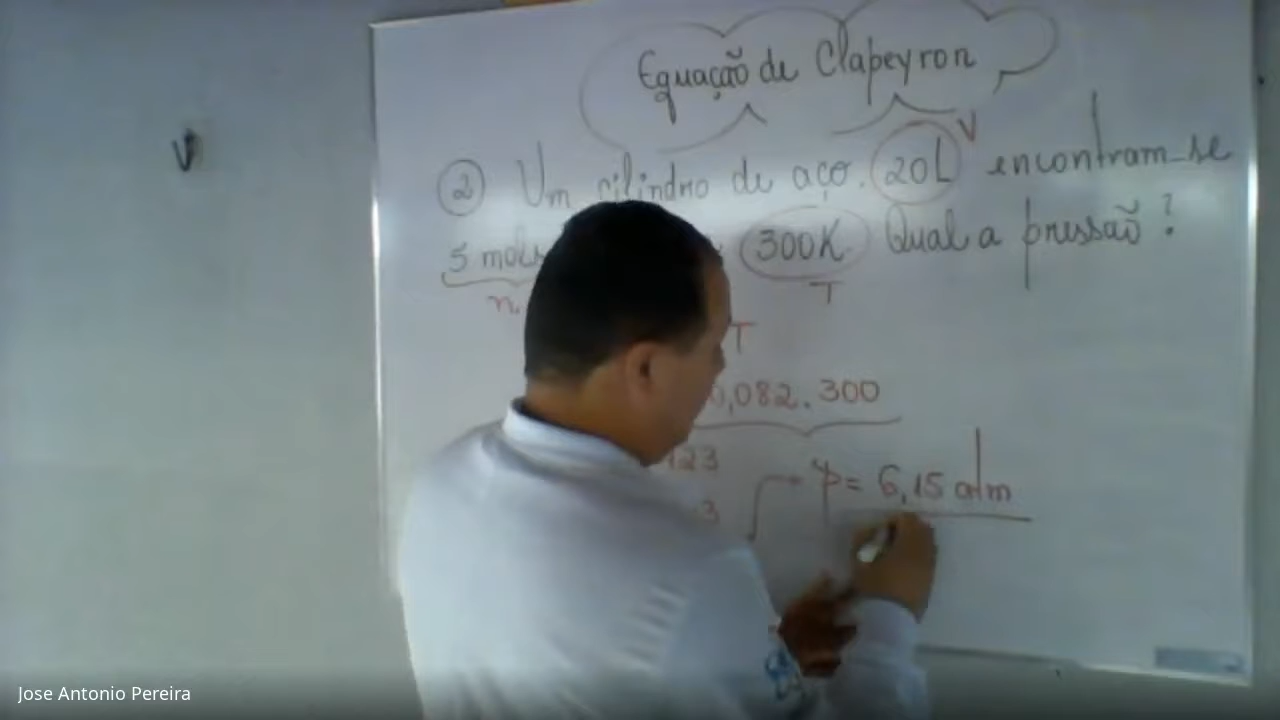 Equação de Clapeyron
② Um cilindro de aço. 20L V encontram-se
5 mols 300K Qual a pressão?
n. T
T
0,082.300
123
3 p = 6,15 atm
V
Jose Antonio Pereira